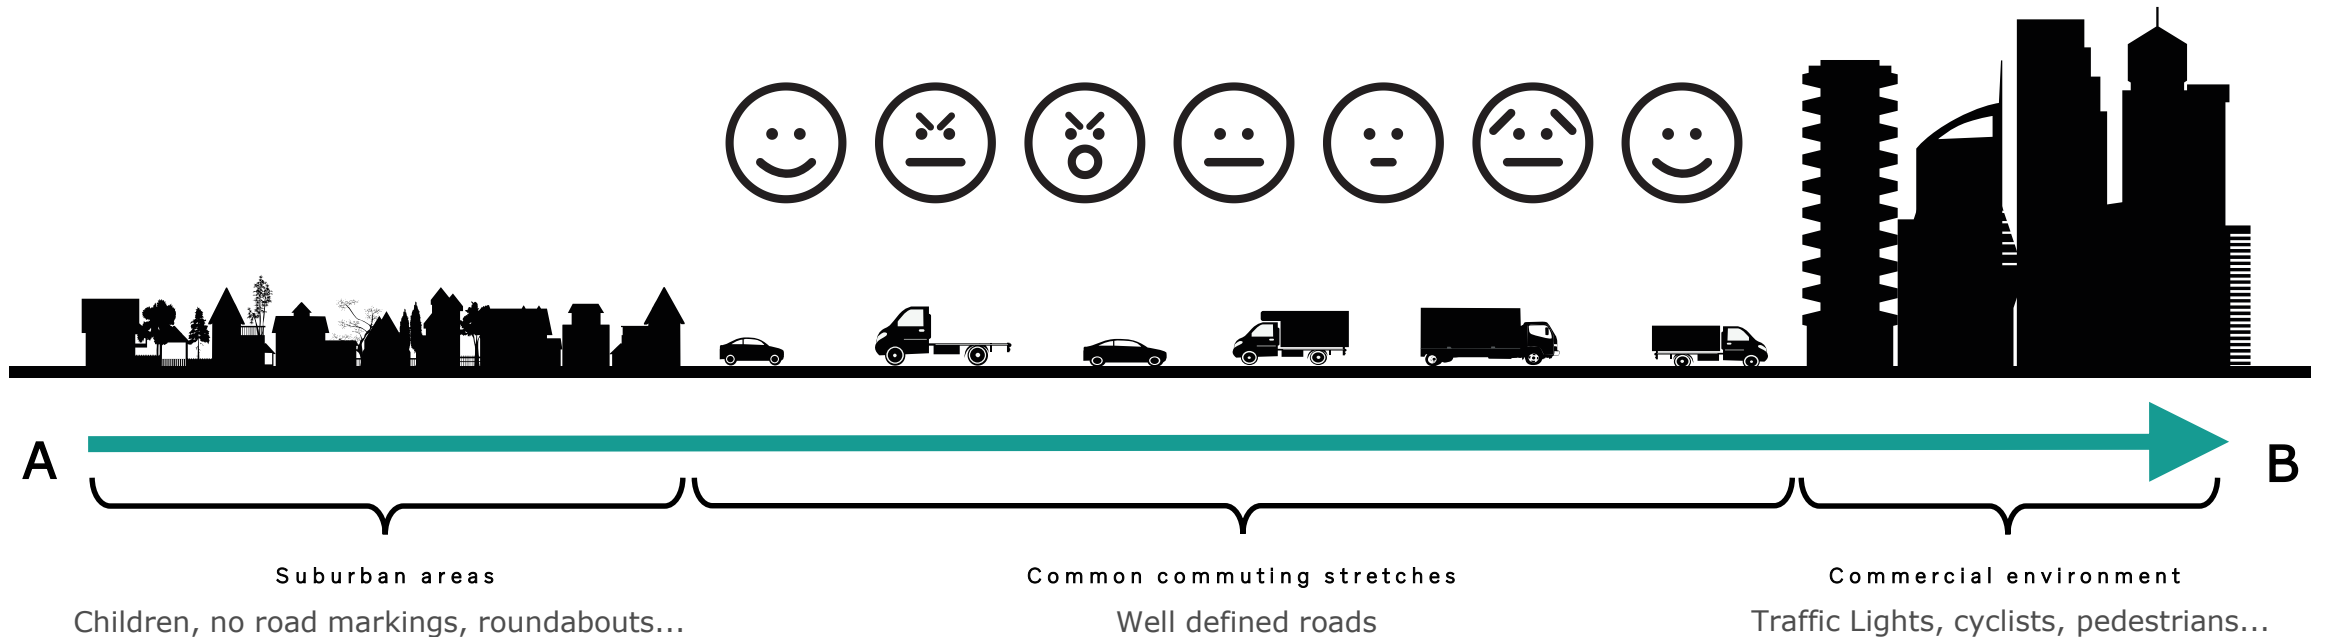 A
B
Suburban areas
Common commuting stretches
Commercial environment
Children, no road markings, roundabouts...
Well defined roads
Traffic Lights, cyclists, pedestrians...